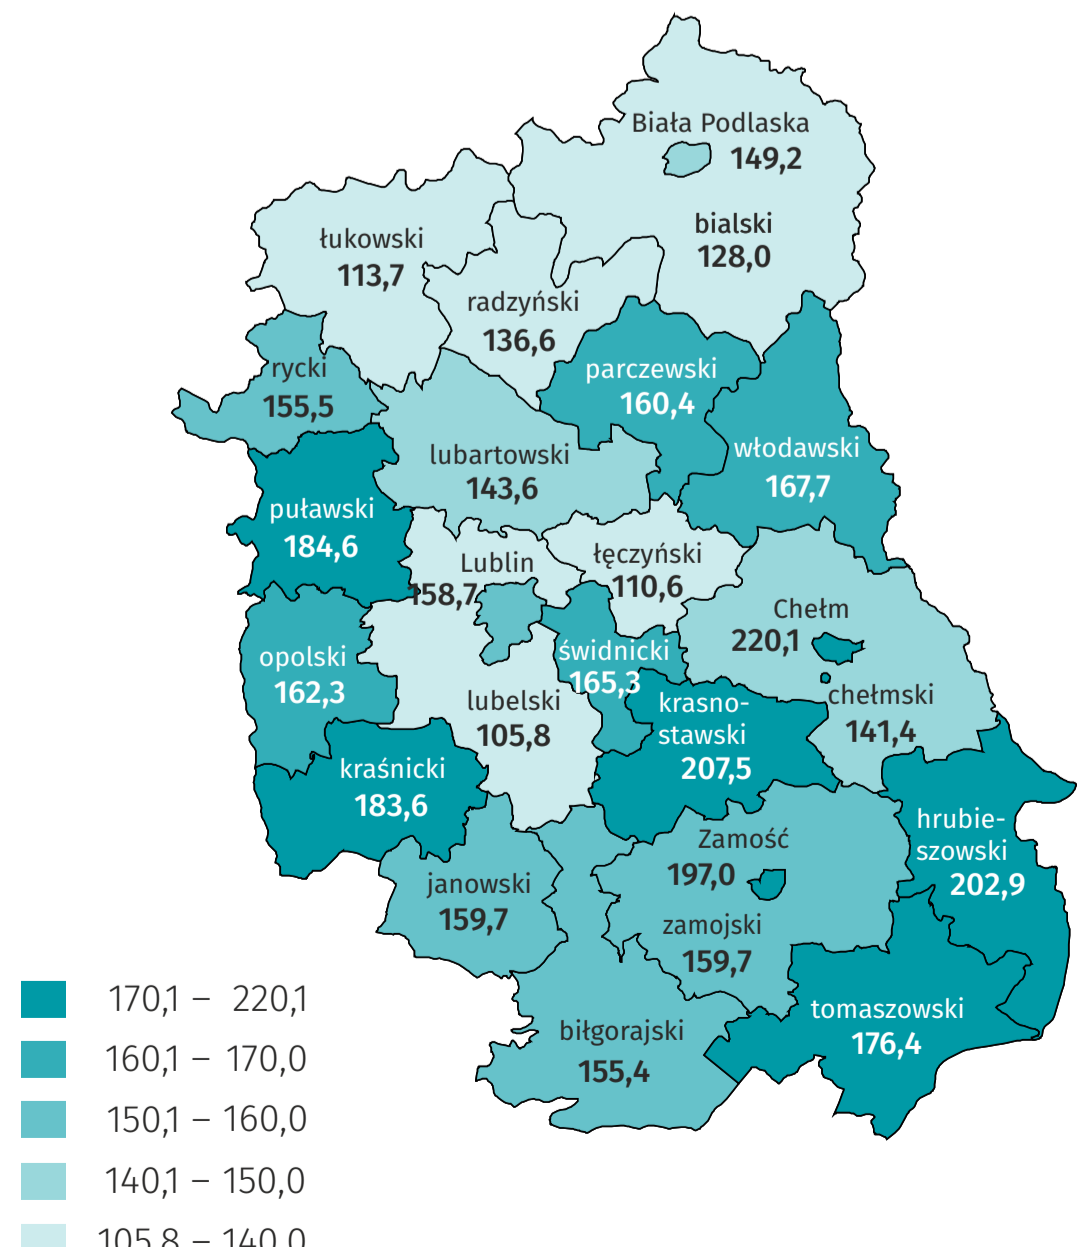 Biała Podlaska
149,2
bialski
128,0
łukowski
113,7
radzyński
136,6
rycki
155,5
parczewski
160,4
lubartowski
143,6
włodawski
167,7
puławski
184,6
Lublin
158,7
łęczyński
110,6
Chełm
220,1
opolski
162,3
świdnicki
165,3
lubelski
105,8
krasno-
stawski
207,5
chełmski
141,4
kraśnicki
183,6
hrubie-
szowski
202,9
Zamość
197,0
janowski
159,7
zamojski
159,7
tomaszowski
176,4
biłgorajski
155,4
170,1 – 220,1
160,1 – 170,0
150,1 – 160,0
140,1 – 150,0
105,8 – 140,0